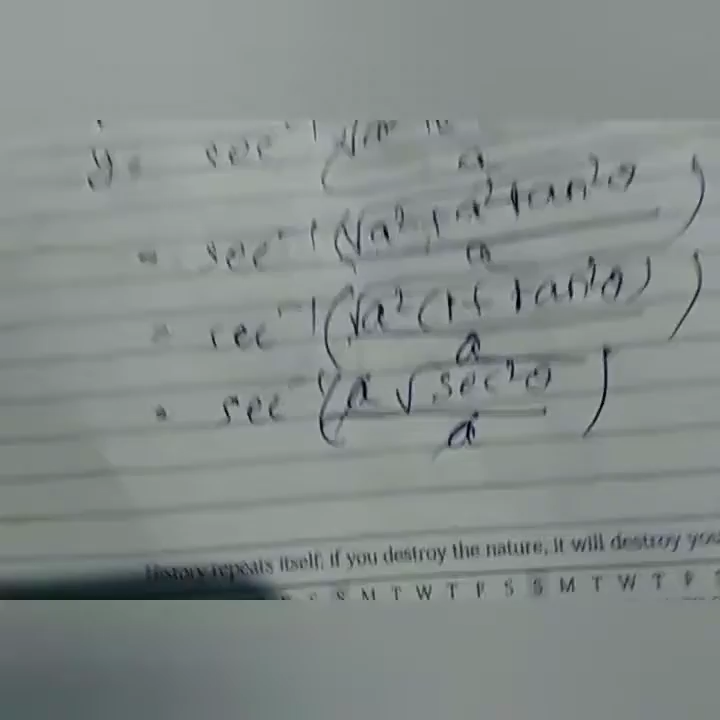 y = sec⁻¹(√a²
= sec⁻¹(√a² + a² tan²θ / a)
= sec⁻¹(√a² (1 + tan²θ) / a)
= sec⁻¹(a √sec²θ / a)
History repeats itself, if you destroy the nature, it will destroy you
S S M T W T F S S M T W T F